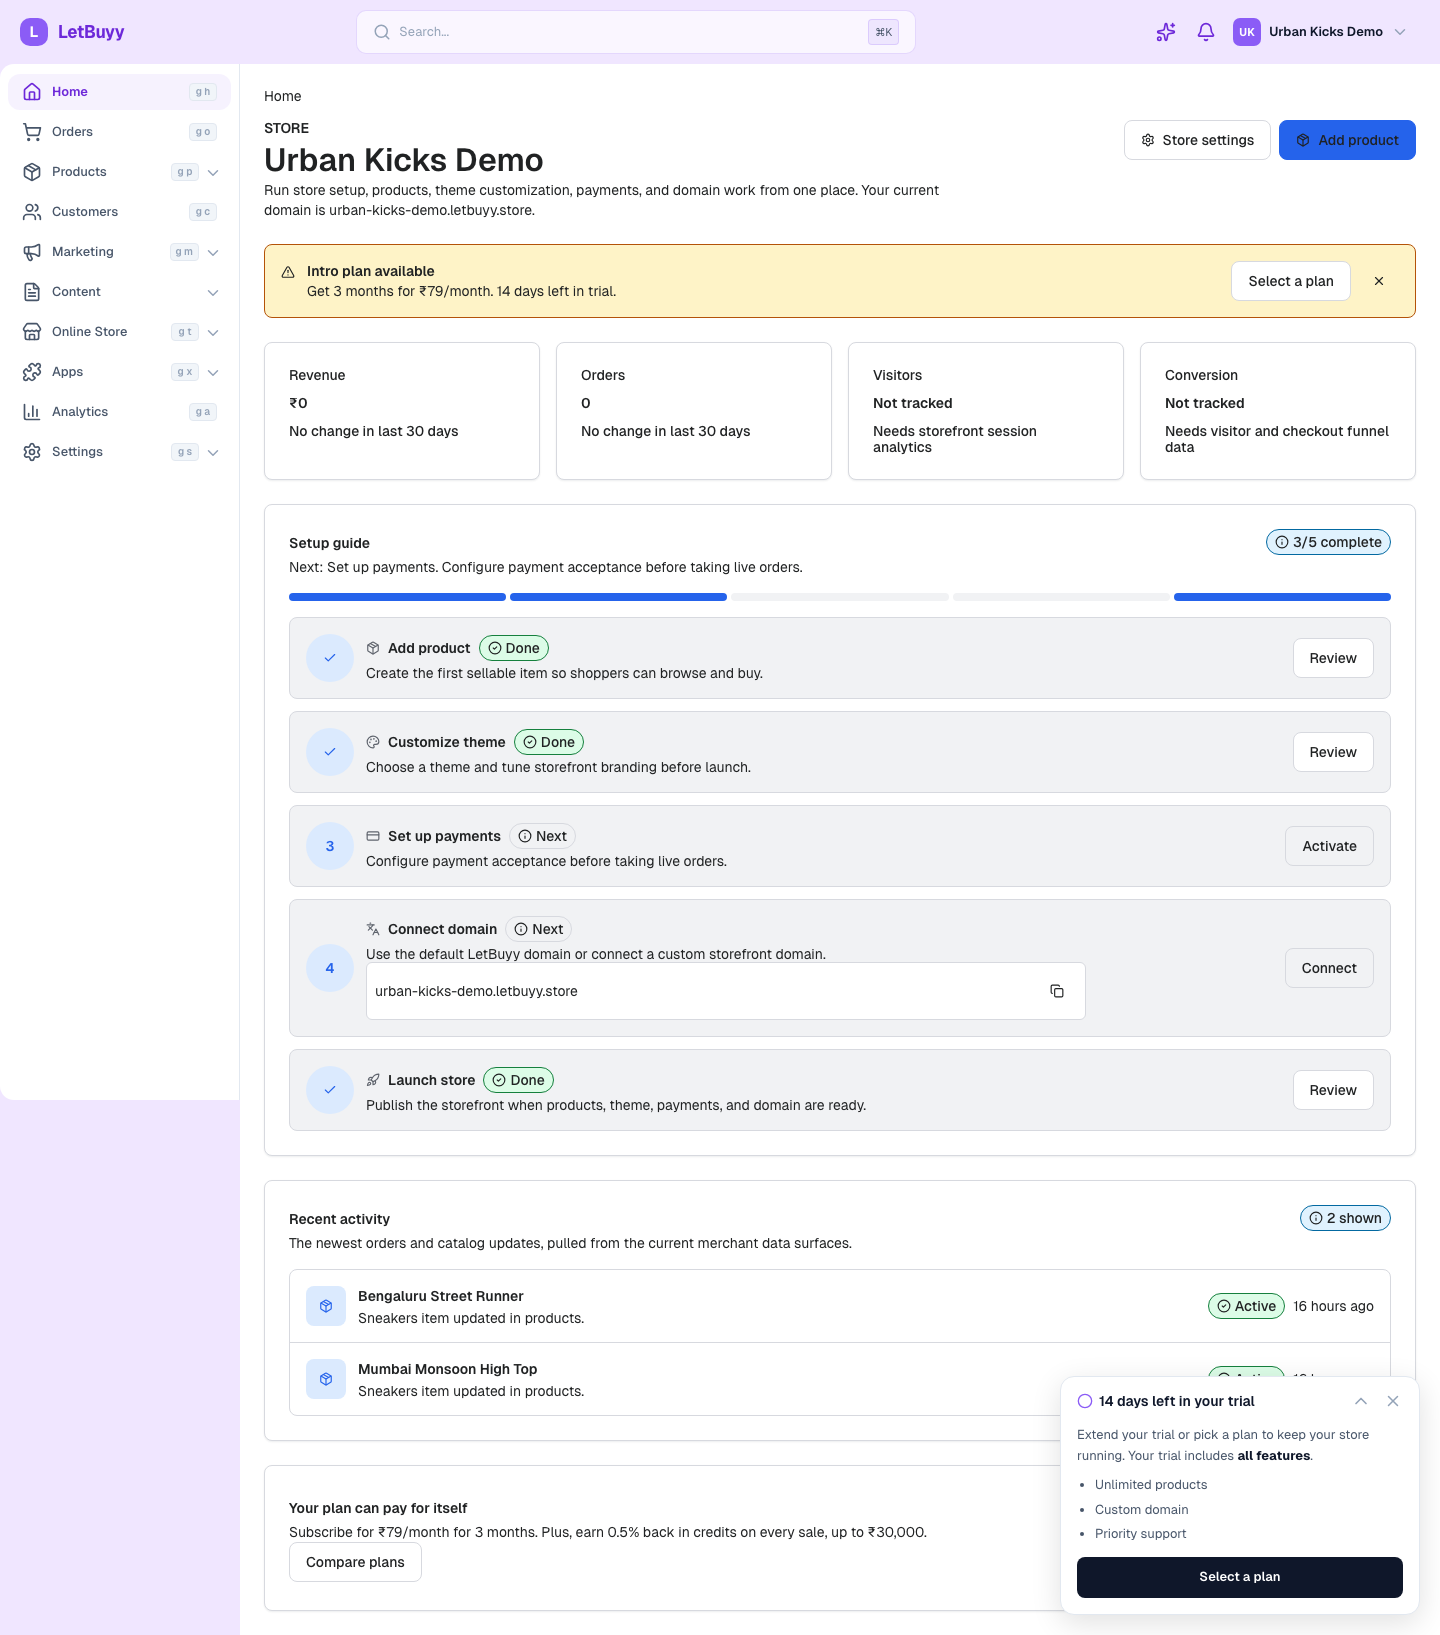 L LetBuyy
Search...
⌘K
UK Urban Kicks Demo
Home g h
Orders g o
Products g p
Customers g c
Marketing g m
Content
Online Store g t
Apps g x
Analytics g a
Settings g s
Home
STORE
Urban Kicks Demo
Run store setup, products, theme customization, payments, and domain work from one place. Your current
domain is urban-kicks-demo.letbuyy.store.
Store settings
Add product
Intro plan available
Get 3 months for ₹79/month. 14 days left in trial.
Select a plan
Revenue
₹0
No change in last 30 days
Orders
0
No change in last 30 days
Visitors
Not tracked
Needs storefront session
analytics
Conversion
Not tracked
Needs visitor and checkout funnel
data
Setup guide
3/5 complete
Next: Set up payments. Configure payment acceptance before taking live orders.
Add product Done
Create the first sellable item so shoppers can browse and buy.
Review
Customize theme Done
Choose a theme and tune storefront branding before launch.
Review
3
Set up payments Next
Configure payment acceptance before taking live orders.
Activate
4
Connect domain Next
Use the default LetBuyy domain or connect a custom storefront domain.
urban-kicks-demo.letbuyy.store
Connect
Launch store Done
Publish the storefront when products, theme, payments, and domain are ready.
Review
Recent activity
2 shown
The newest orders and catalog updates, pulled from the current merchant data surfaces.
Bengaluru Street Runner
Sneakers item updated in products.
Active 16 hours ago
Mumbai Monsoon High Top
Sneakers item updated in products.
Your plan can pay for itself
Subscribe for ₹79/month for 3 months. Plus, earn 0.5% back in credits on every sale, up to ₹30,000.
Compare plans
14 days left in your trial
Extend your trial or pick a plan to keep your store
running. Your trial includes all features.
• Unlimited products
• Custom domain
• Priority support
Select a plan